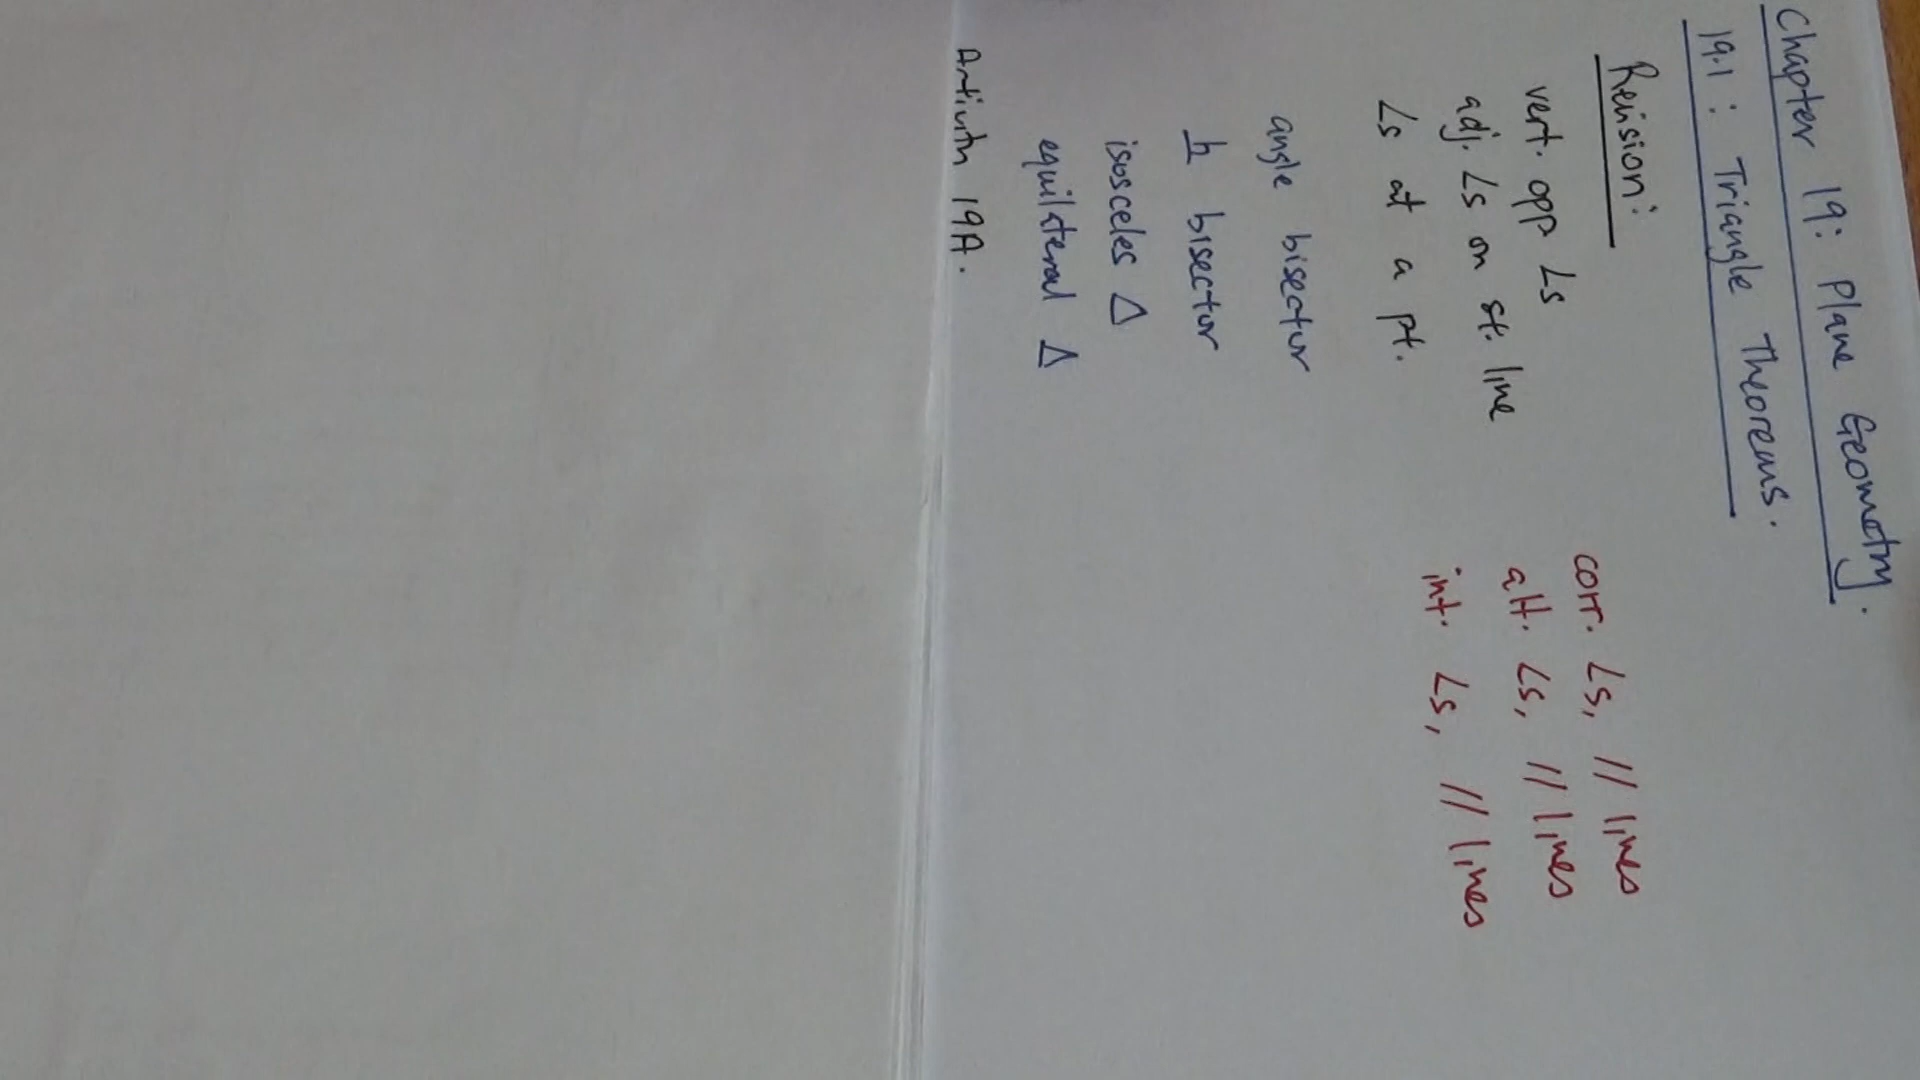 Chapter 19: Plane Geometry.
19.1: Triangle Theorems.
Revision:
vert. opp ∠s
adj. ∠s on st. line
∠s at a pt.
corr. ∠s, // lines
alt. ∠s, // lines
int. ∠s, // lines
angle bisector
⊥ bisector
isosceles △
equilateral △
Activity 19A.